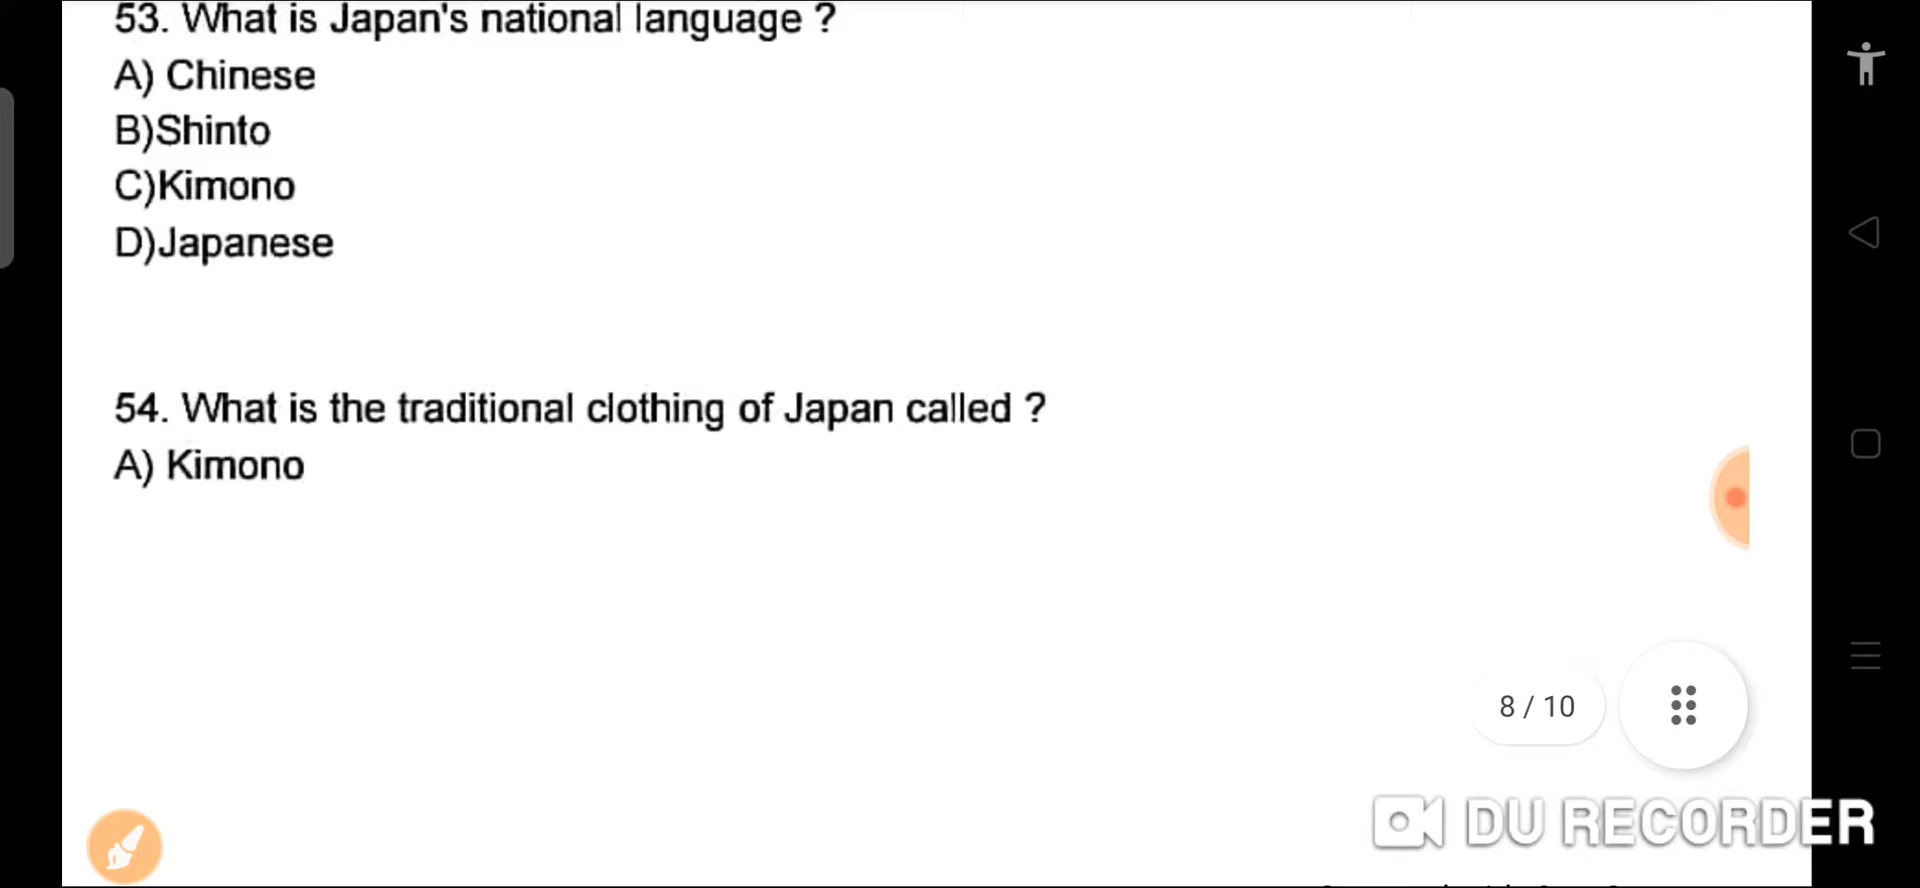 53. What is Japan's national language ?
A) Chinese
B)Shinto
C)Kimono
D)Japanese
54. What is the traditional clothing of Japan called ?
A) Kimono
8 / 10
DU RECORDER